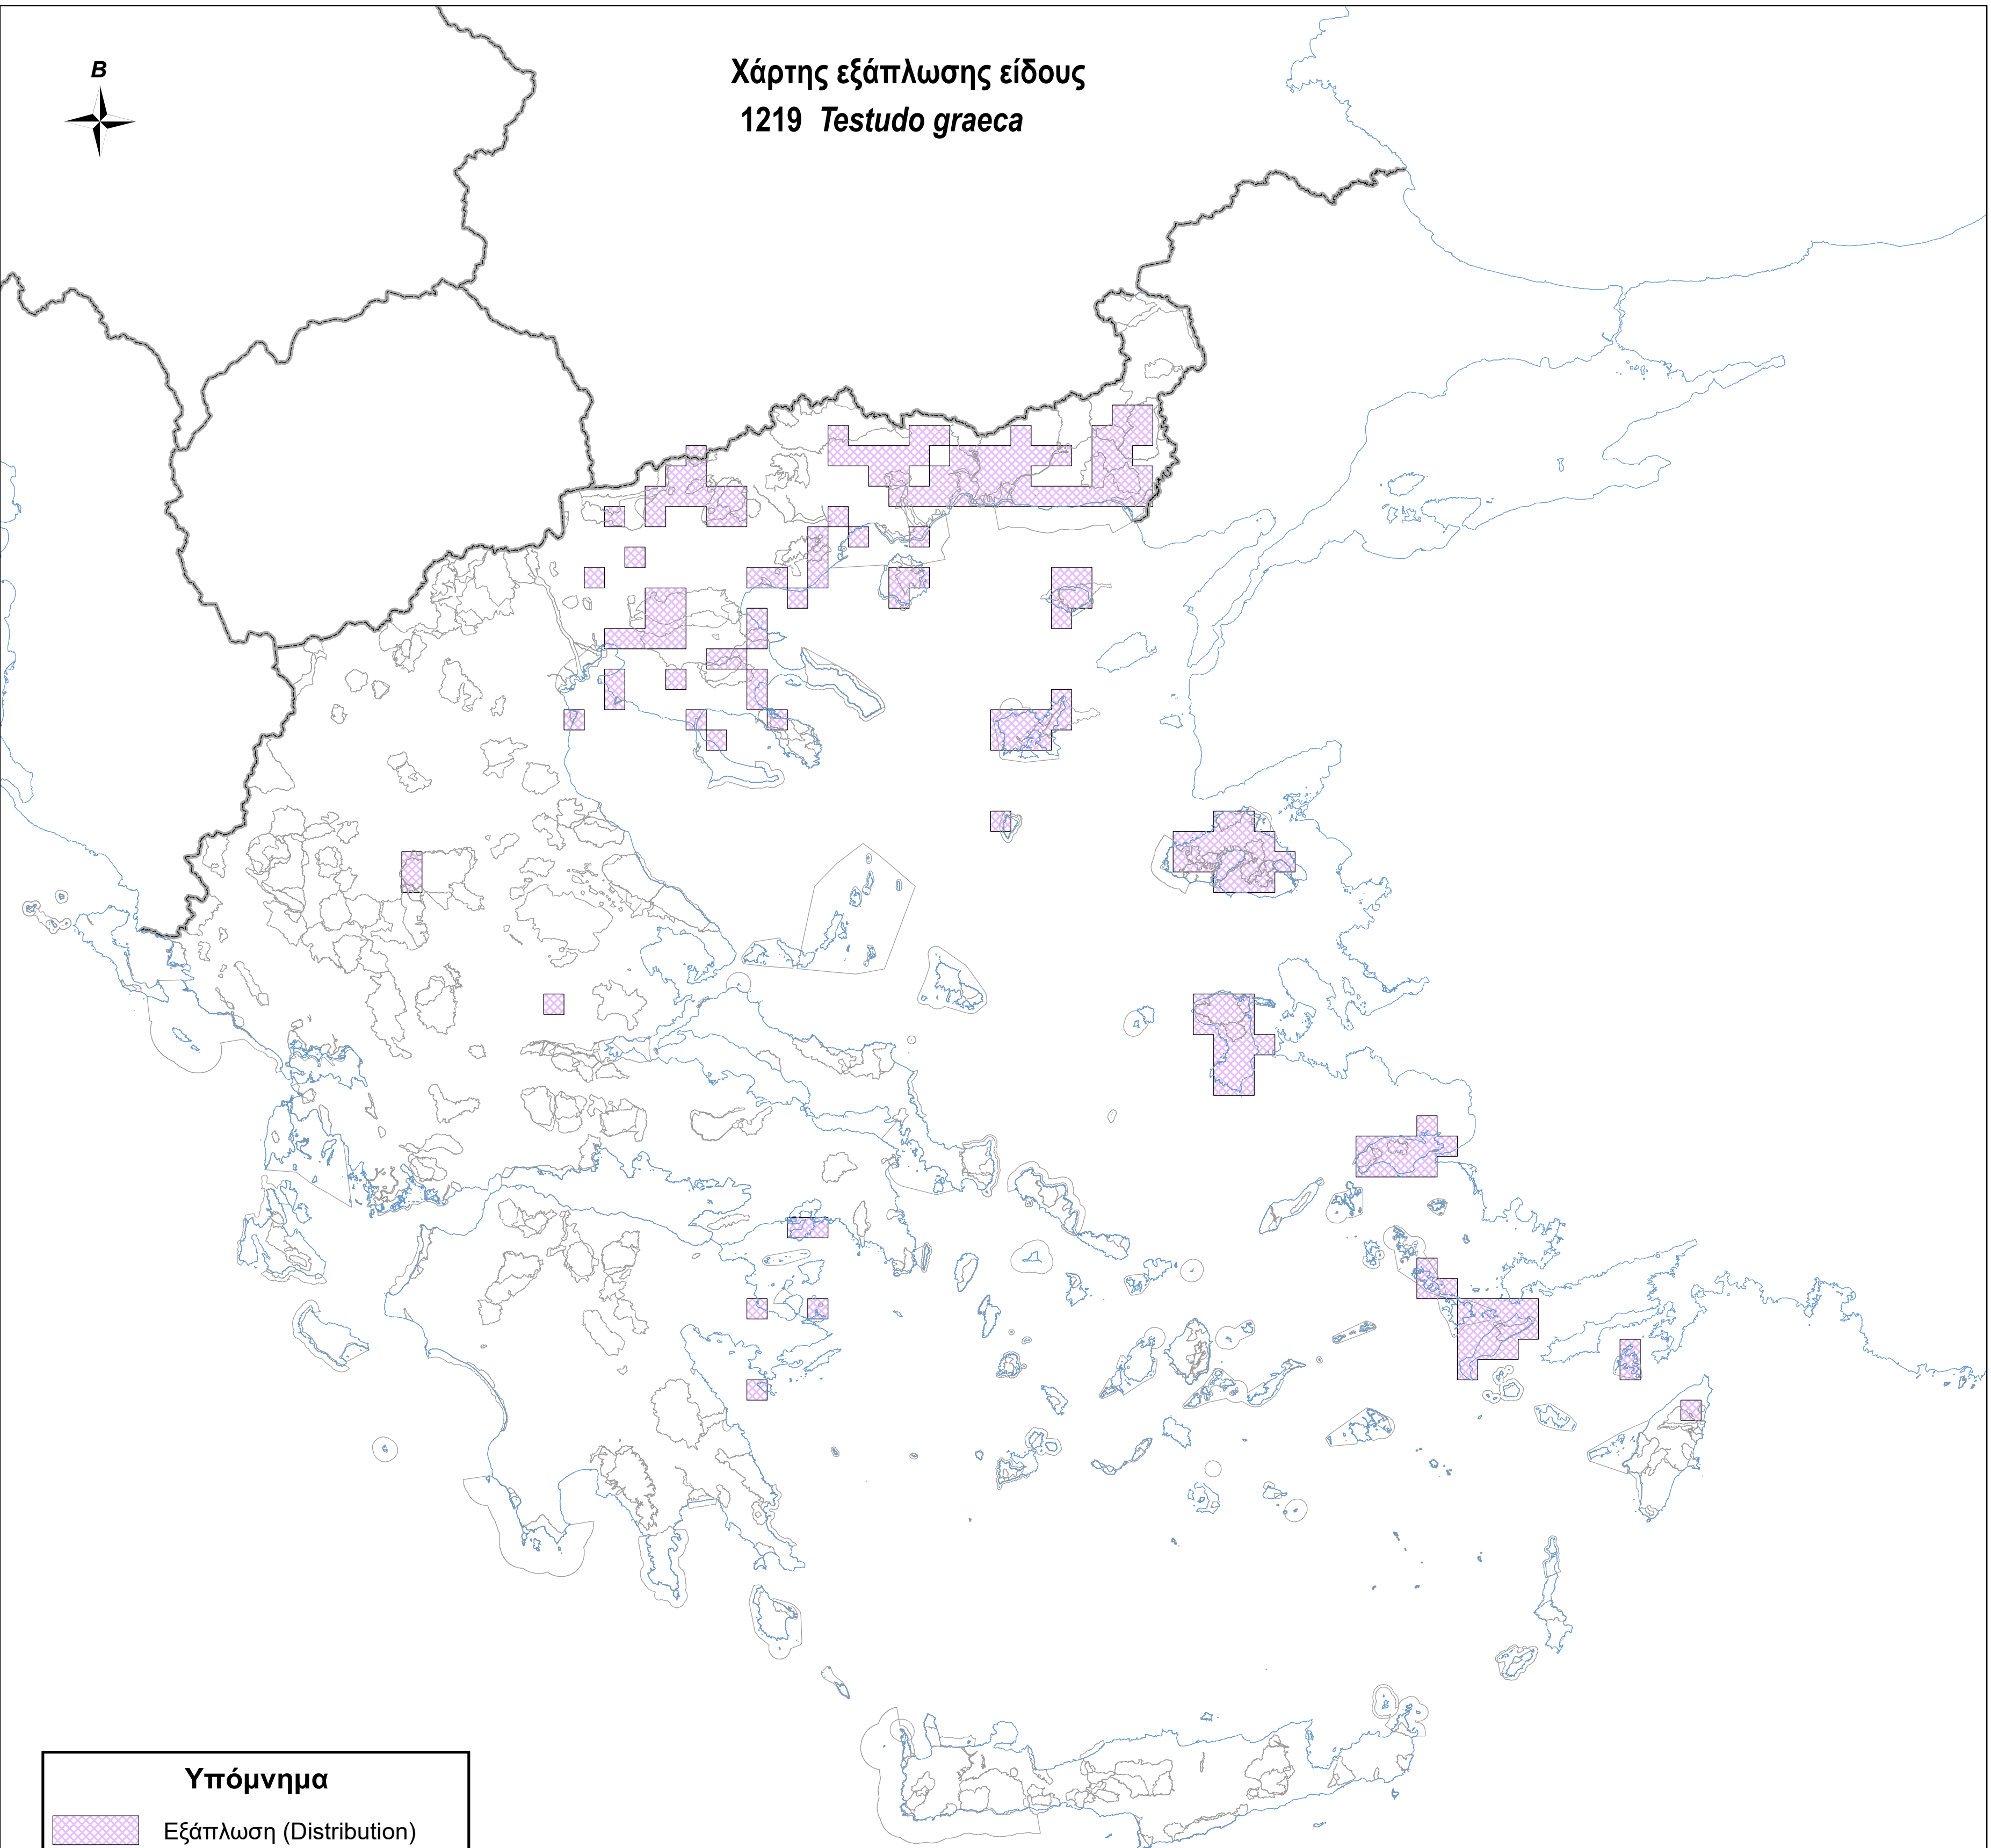 Χάρτης εξάπλωσης είδους
1219 Testudo graeca
Β
Υπόμνημα
Εξάπλωση (Distribution)